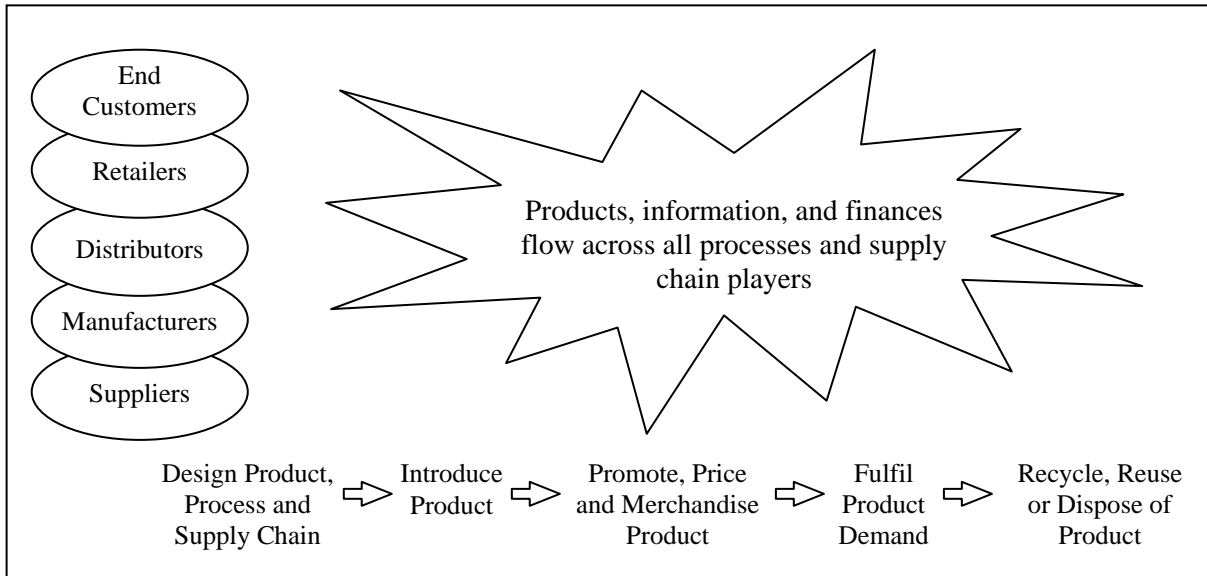 End
Customers
Retailers
Distributors
Manufacturers
Suppliers
Products, information, and finances
flow across all processes and supply
chain players
Design Product,
Process and
Supply Chain
Introduce
Product
Promote, Price
and Merchandise
Product
Fulfil
Product
Demand
Recycle, Reuse
or Dispose of
Product